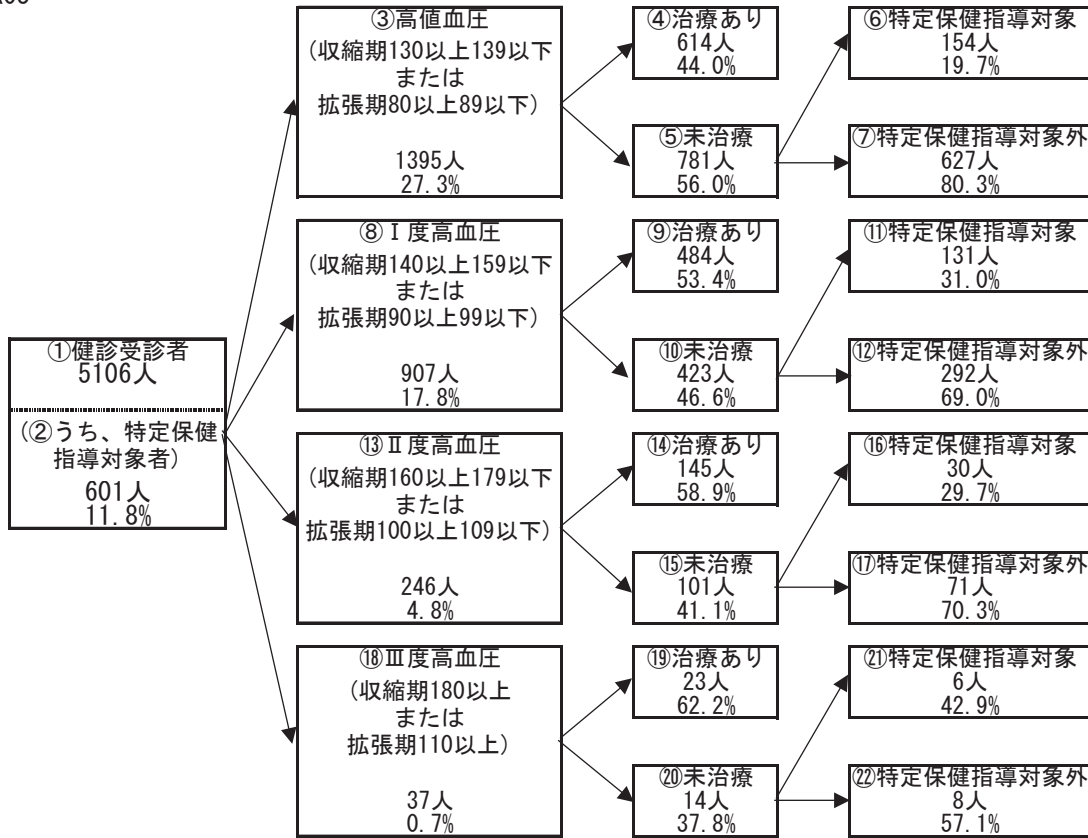 ①健診受診者
5106人
(②うち、特定保健
指導対象者)
601人
11.8%
③高値血圧
(収縮期130以上139以下
または
拡張期80以上89以下)
1395人
27.3%
④治療あり
614人
44.0%
⑤未治療
781人
56.0%
⑥特定保健指導対象
154人
19.7%
⑦特定保健指導対象外
627人
80.3%
⑧Ⅰ度高血圧
(収縮期140以上159以下
または
拡張期90以上99以下)
907人
17.8%
⑨治療あり
484人
53.4%
⑩未治療
423人
46.6%
⑪特定保健指導対象
131人
31.0%
⑫特定保健指導対象外
292人
69.0%
⑬Ⅱ度高血圧
(収縮期160以上179以下
または
拡張期100以上109以下)
246人
4.8%
⑭治療あり
145人
58.9%
⑮未治療
101人
41.1%
⑯特定保健指導対象
30人
29.7%
⑰特定保健指導対象外
71人
70.3%
⑱Ⅲ度高血圧
(収縮期180以上
または
拡張期110以上)
37人
0.7%
⑲治療あり
23人
62.2%
⑳未治療
14人
37.8%
㉑特定保健指導対象
6人
42.9%
㉒特定保健指導対象外
8人
57.1%